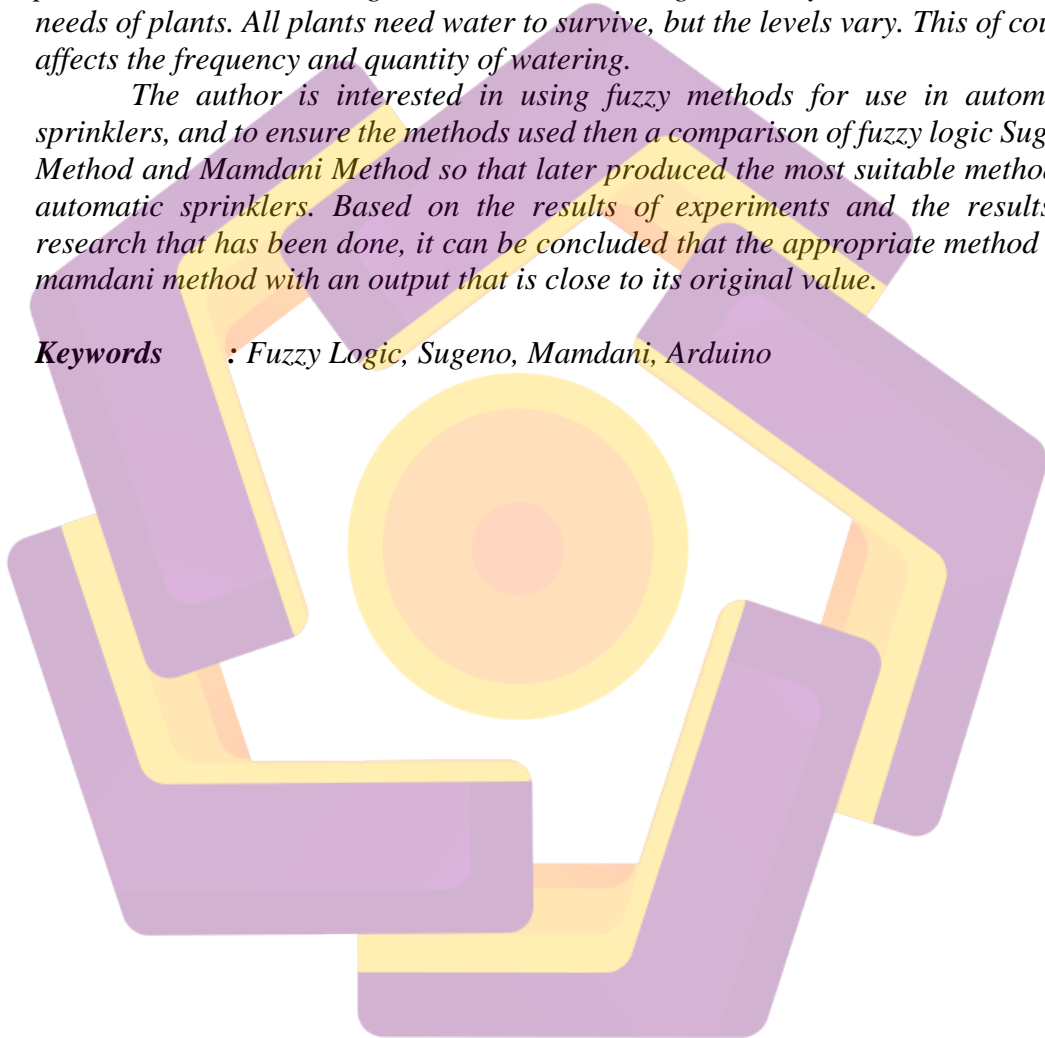 needs of plants. All plants need water to survive, but the levels vary. This of cou
affects the frequency and quantity of watering.
The author is interested in using fuzzy methods for use in autom
sprinklers, and to ensure the methods used then a comparison of fuzzy logic Sug
Method and Mamdani Method so that later produced the most suitable method
automatic sprinklers. Based on the results of experiments and the results
research that has been done, it can be concluded that the appropriate method
mamdani method with an output that is close to its original value.
Keywords : Fuzzy Logic, Sugeno, Mamdani, Arduino